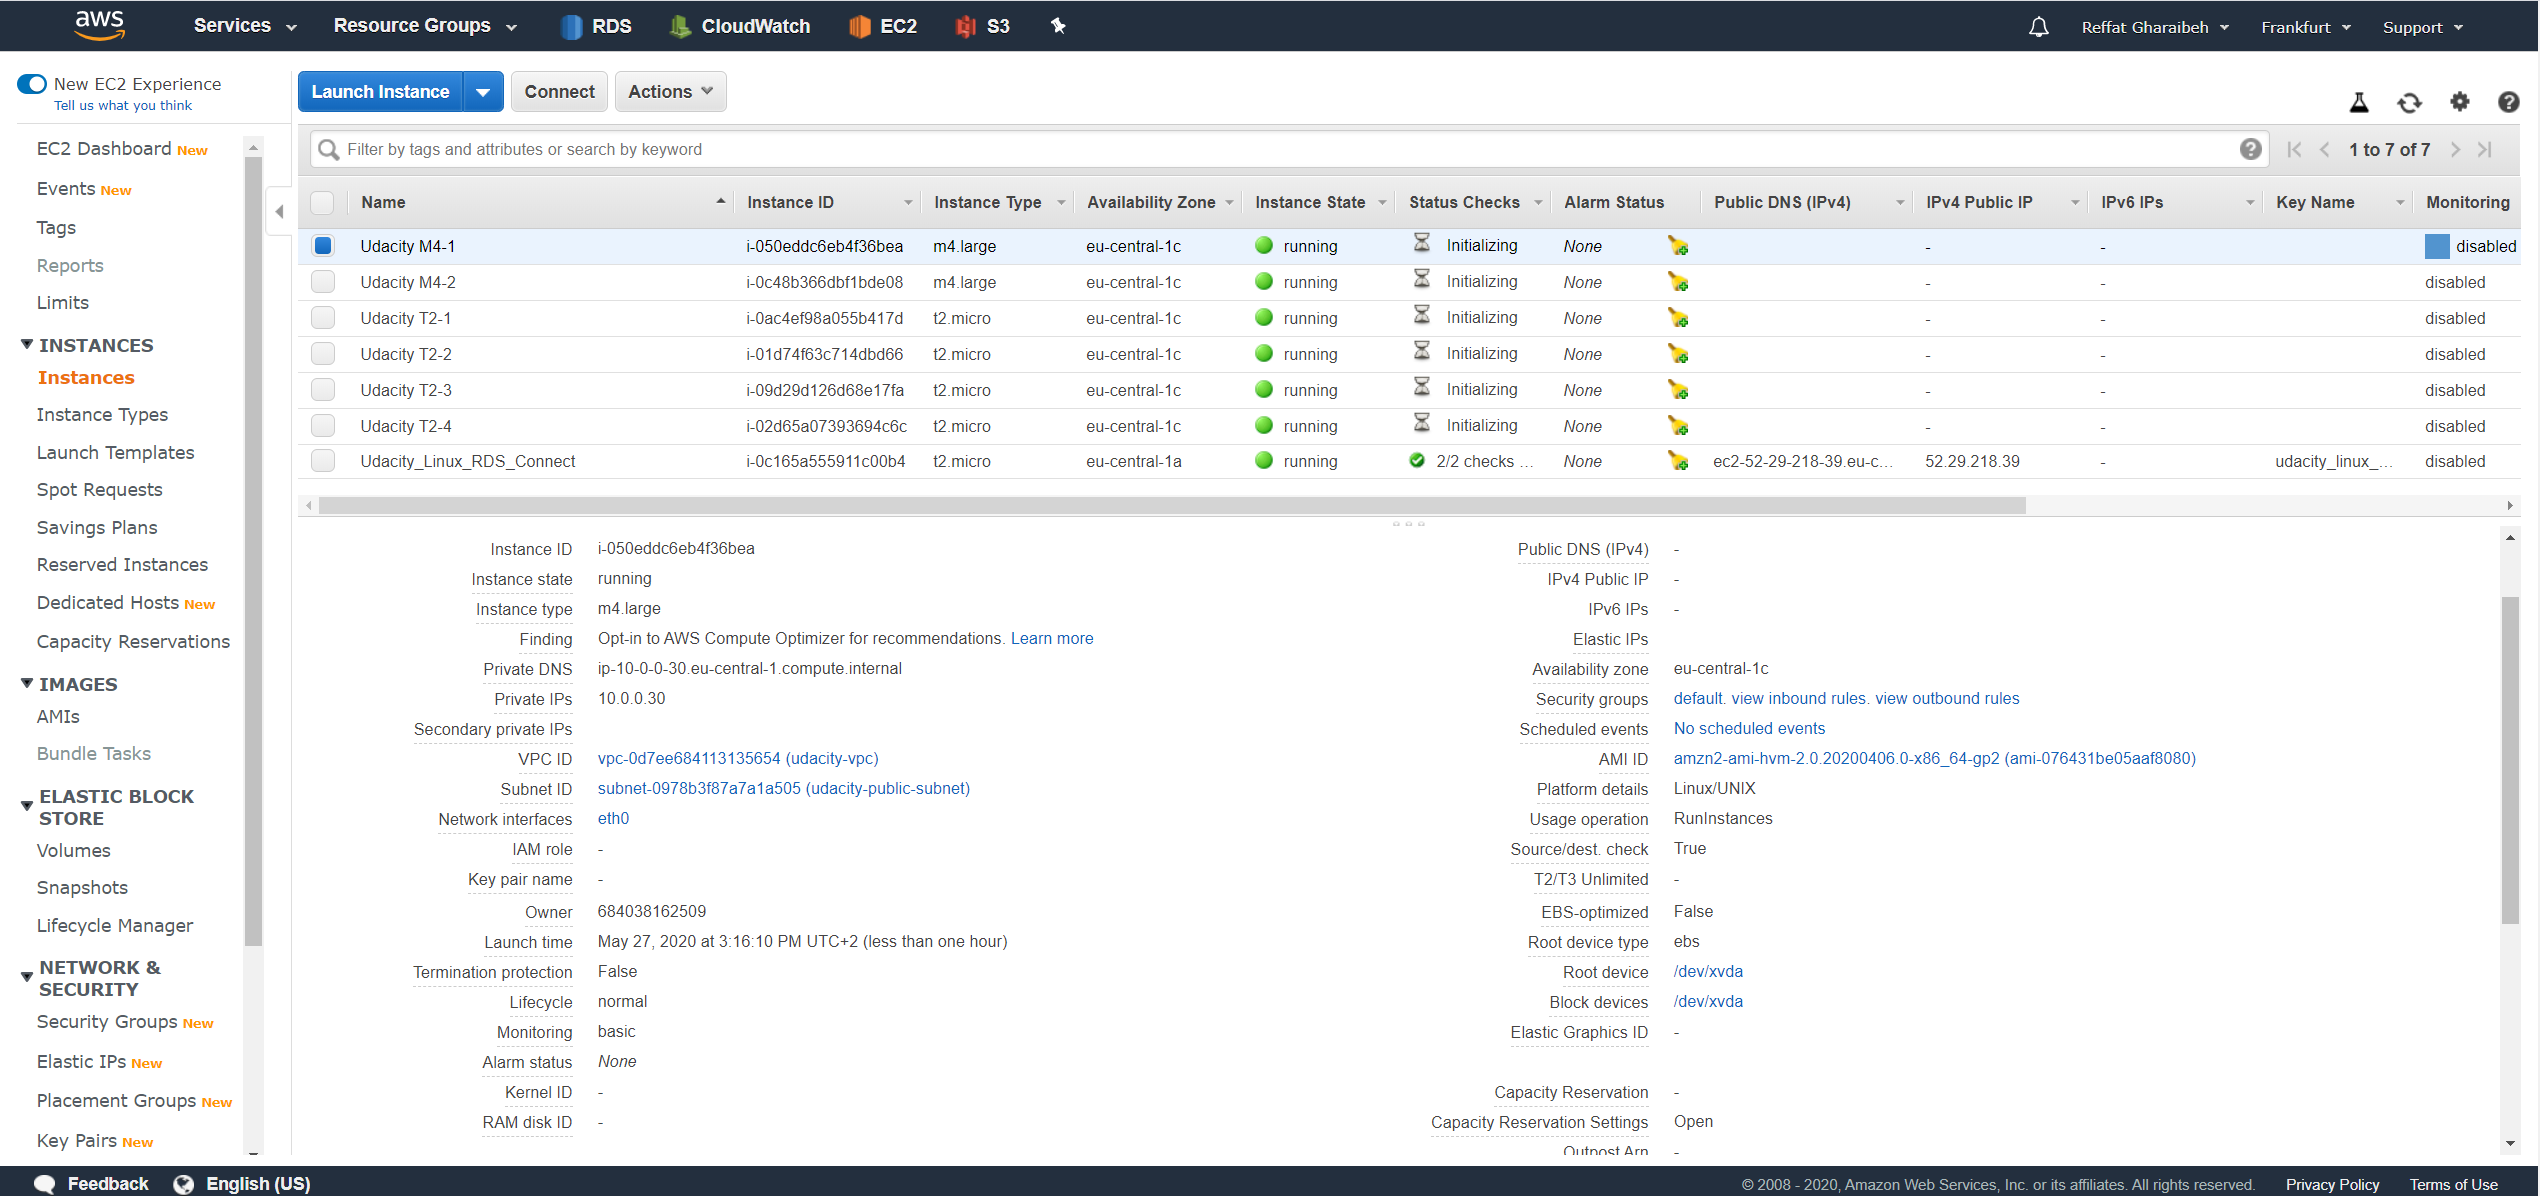 aws Services Resource Groups RDS CloudWatch EC2 S3 Reffat Gharaibeh Frankfurt Support
New EC2 Experience
Tell us what you think
EC2 Dashboard New
Events New
Tags
Reports
Limits
INSTANCES
Instances
Instance Types
Launch Templates
Spot Requests
Savings Plans
Reserved Instances
Dedicated Hosts New
Capacity Reservations
IMAGES
AMIs
Bundle Tasks
ELASTIC BLOCK
STORE
Volumes
Snapshots
Lifecycle Manager
NETWORK &
SECURITY
Security Groups New
Elastic IPs New
Placement Groups New
Key Pairs New
Launch Instance Connect Actions
Filter by tags and attributes or search by keyword 1 to 7 of 7
Name Instance ID Instance Type Availability Zone Instance State Status Checks Alarm Status Public DNS (IPv4) IPv4 Public IP IPv6 IPs Key Name Monitoring
Udacity M4-1 i-050eddc6eb4f36bea m4.large eu-central-1c running Initializing None - - disabled
Udacity M4-2 i-0c48b366dbf1bde08 m4.large eu-central-1c running Initializing None - - disabled
Udacity T2-1 i-0ac4ef98a055b417d t2.micro eu-central-1c running Initializing None - - disabled
Udacity T2-2 i-01d74f63c714dbd66 t2.micro eu-central-1c running Initializing None - - disabled
Udacity T2-3 i-09d29d126d68e17fa t2.micro eu-central-1c running Initializing None - - disabled
Udacity T2-4 i-02d65a07393694c6c t2.micro eu-central-1c running Initializing None - - disabled
Udacity_Linux_RDS_Connect i-0c165a555911c00b4 t2.micro eu-central-1a running 2/2 checks ... None ec2-52-29-218-39.eu-c... 52.29.218.39 - udacity_linux_... disabled
Instance ID i-050eddc6eb4f36bea
Instance state running
Instance type m4.large
Finding Opt-in to AWS Compute Optimizer for recommendations. Learn more
Private DNS ip-10-0-0-30.eu-central-1.compute.internal
Private IPs 10.0.0.30
Secondary private IPs
VPC ID vpc-0d7ee684113135654 (udacity-vpc)
Subnet ID subnet-0978b3f87a7a1a505 (udacity-public-subnet)
Network interfaces eth0
IAM role -
Key pair name -
Owner 684038162509
Launch time May 27, 2020 at 3:16:10 PM UTC+2 (less than one hour)
Termination protection False
Lifecycle normal
Monitoring basic
Alarm status None
Kernel ID -
RAM disk ID -
Public DNS (IPv4) -
IPv4 Public IP -
IPv6 IPs -
Elastic IPs
Availability zone eu-central-1c
Security groups default. view inbound rules. view outbound rules
Scheduled events No scheduled events
AMI ID amzn2-ami-hvm-2.0.20200406.0-x86_64-gp2 (ami-076431be05aaf8080)
Platform details Linux/UNIX
Usage operation RunInstances
Source/dest. check True
T2/T3 Unlimited -
EBS-optimized False
Root device type ebs
Root device /dev/xvda
Block devices /dev/xvda
Elastic Graphics ID -
Capacity Reservation -
Capacity Reservation Settings Open
Outpost Arn -
Feedback English (US) © 2008 - 2020, Amazon Web Services, Inc. or its affiliates. All rights reserved. Privacy Policy Terms of Use